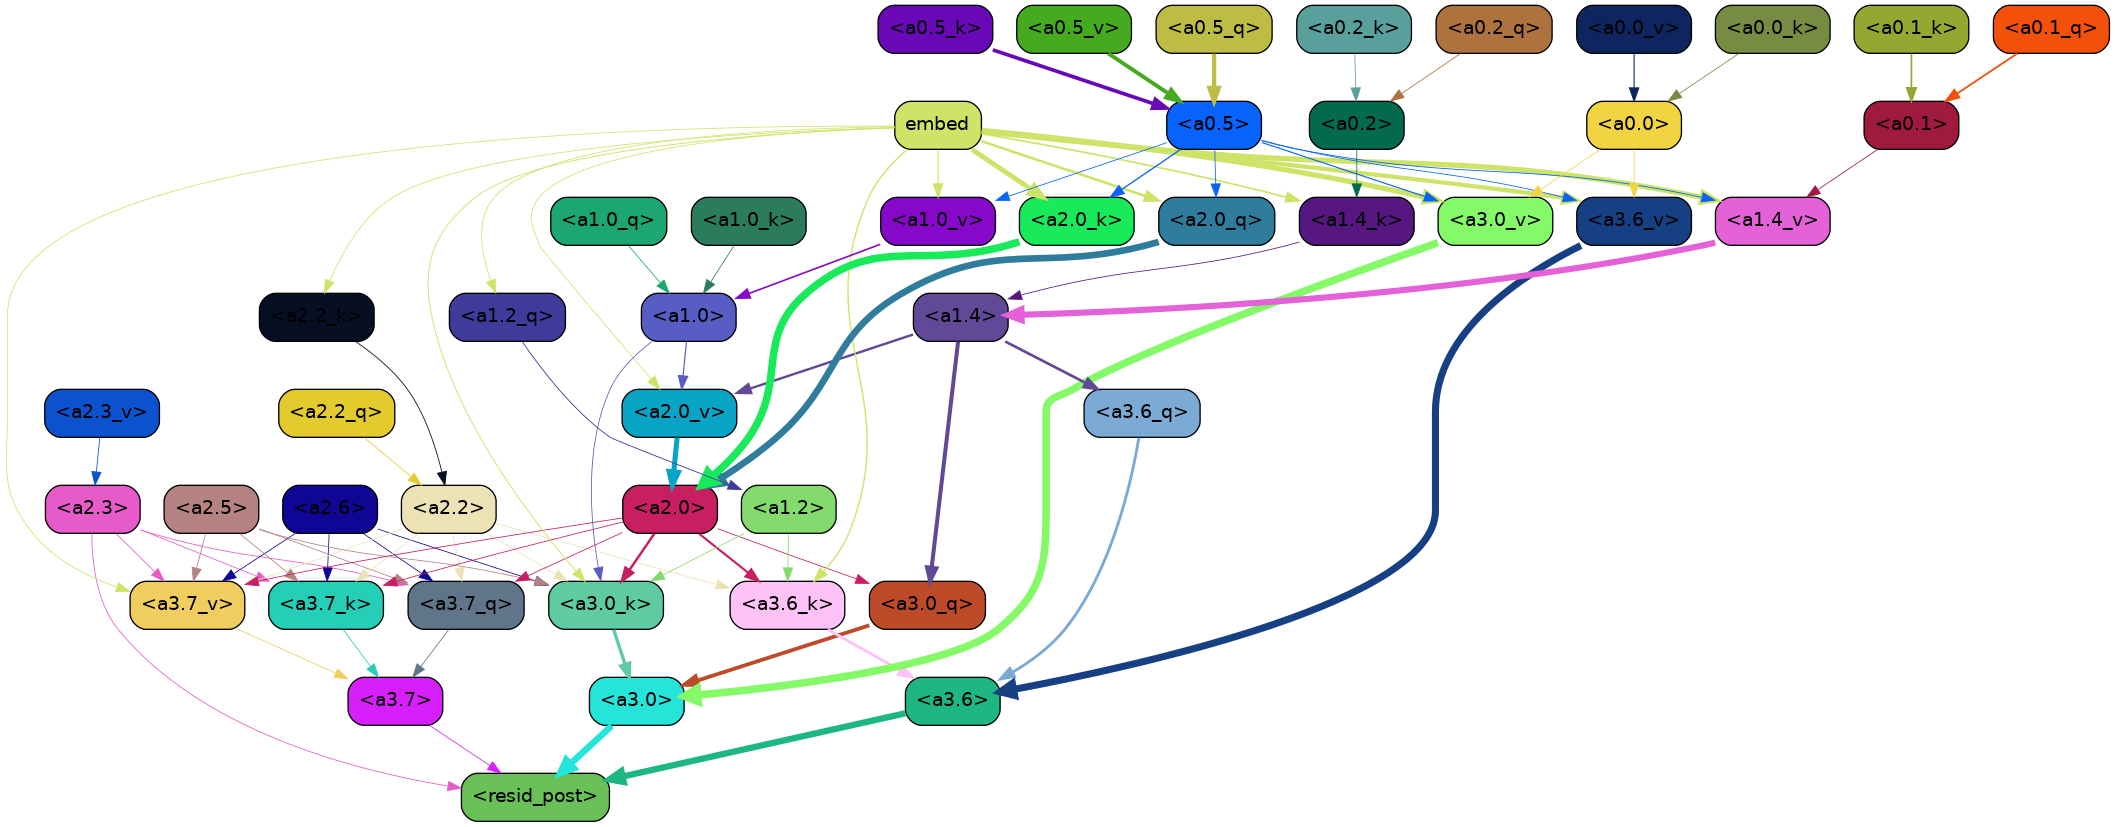 <a0.5_k> <a0.5_v> <a0.5_q> <a0.2_k> <a0.2_q> <a0.0_v> <a0.0_k> <a0.1_k> <a0.1_q>
embed <a0.5> <a0.2> <a0.0> <a0.1>
<a1.0_q> <a1.0_k> <a1.0_v> <a2.0_k> <a2.0_q> <a1.4_k> <a3.0_v> <a3.6_v> <a1.4_v>
<a2.2_k> <a1.2_q> <a1.0> <a1.4>
<a2.3_v> <a2.2_q> <a2.0_v> <a3.6_q>
<a2.3> <a2.5> <a2.6> <a2.2> <a2.0> <a1.2>
<a3.7_v> <a3.7_k> <a3.7_q> <a3.0_k> <a3.6_k> <a3.0_q>
<a3.7> <a3.0> <a3.6>
<resid_post>